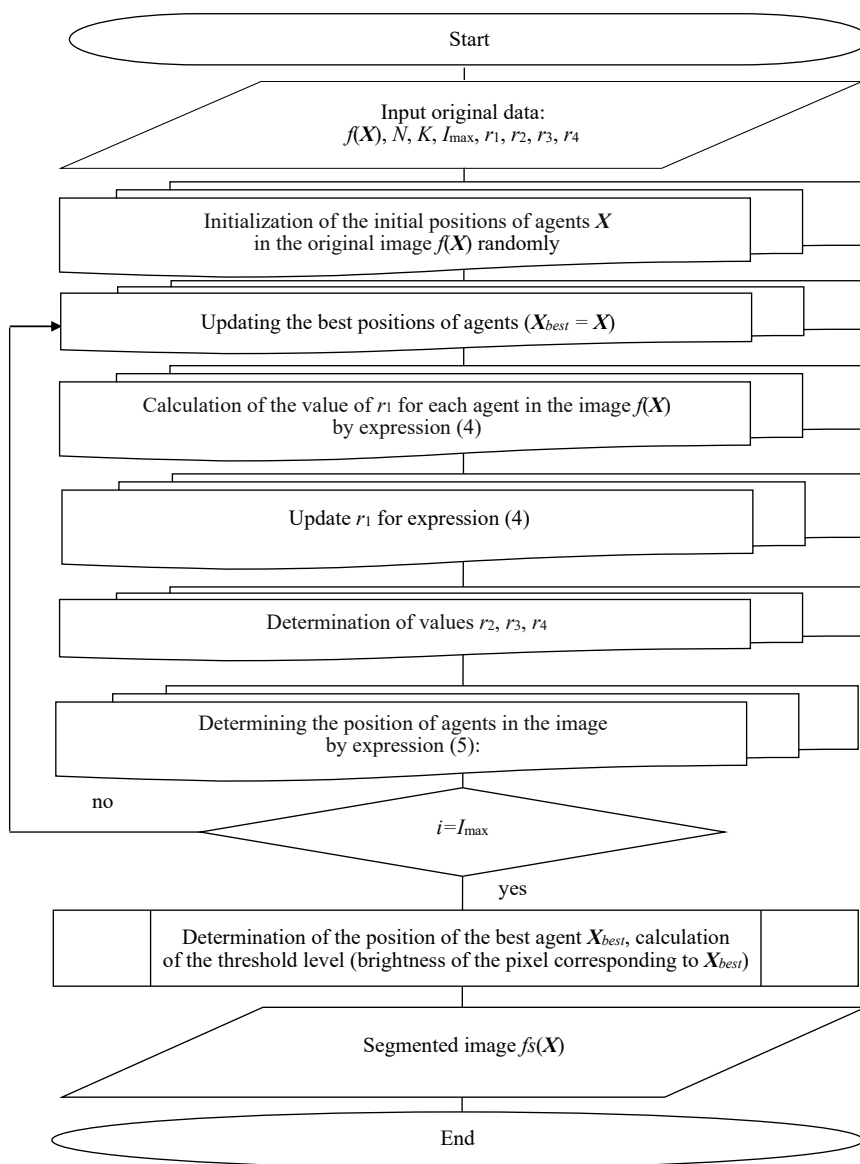 Start
Input original data:
f(X), N, K, Imax, r1, r2, r3, r4
Initialization of the initial positions of agents X
in the original image f(X) randomly
Updating the best positions of agents (Xbest = X)
Calculation of the value of r1 for each agent in the image f(X)
by expression (4)
Update r1 for expression (4)
Determination of values r2, r3, r4
Determining the position of agents in the image
by expression (5):
no
i=Imax
yes
Determination of the position of the best agent Xbest, calculation
of the threshold level (brightness of the pixel corresponding to Xbest)
Segmented image fs(X)
End